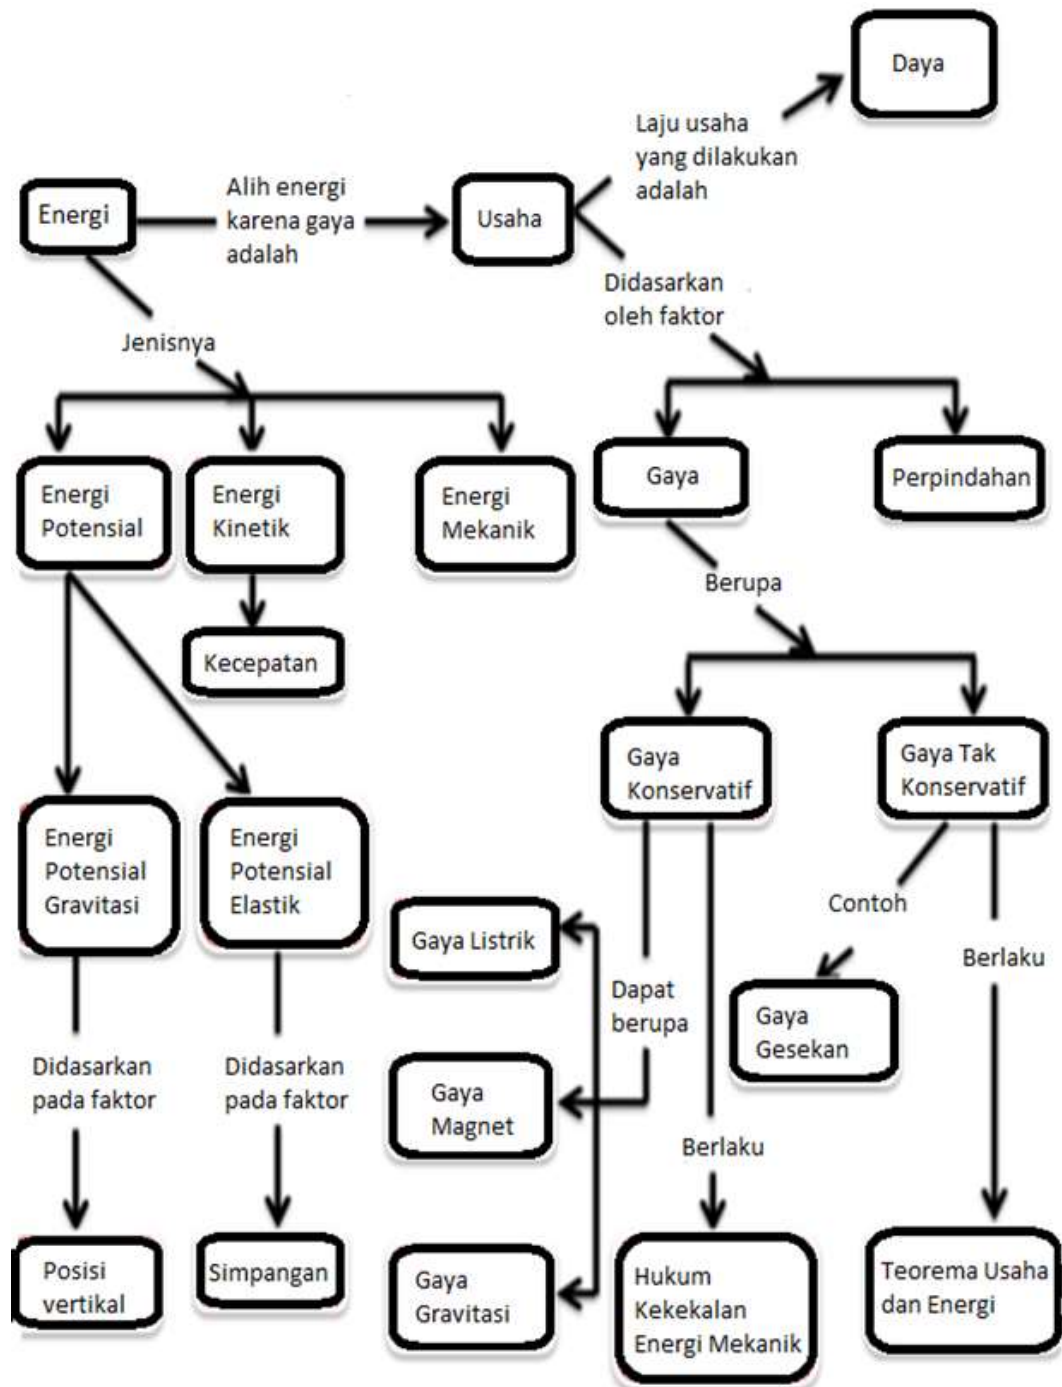 Daya
Laju usaha
yang dilakukan
adalah
Alih energi
karena gaya
adalah
Energi
Usaha
Didasarkan
oleh faktor
Jenisnya
Energi
Potensial
Energi
Kinetik
Energi
Mekanik
Gaya
Perpindahan
Berupa
Kecepatan
Gaya
Konservatif
Gaya Tak
Konservatif
Energi
Potensial
Gravitasi
Energi
Potensial
Elastik
Gaya Listrik
Dapat
berupa
Contoh
Berlaku
Gaya
Gesekan
Didasarkan
pada faktor
Didasarkan
pada faktor
Gaya
Magnet
Berlaku
Posisi
vertikal
Simpangan
Gaya
Gravitasi
Hukum
Kekekalan
Energi Mekanik
Teorema Usaha
dan Energi